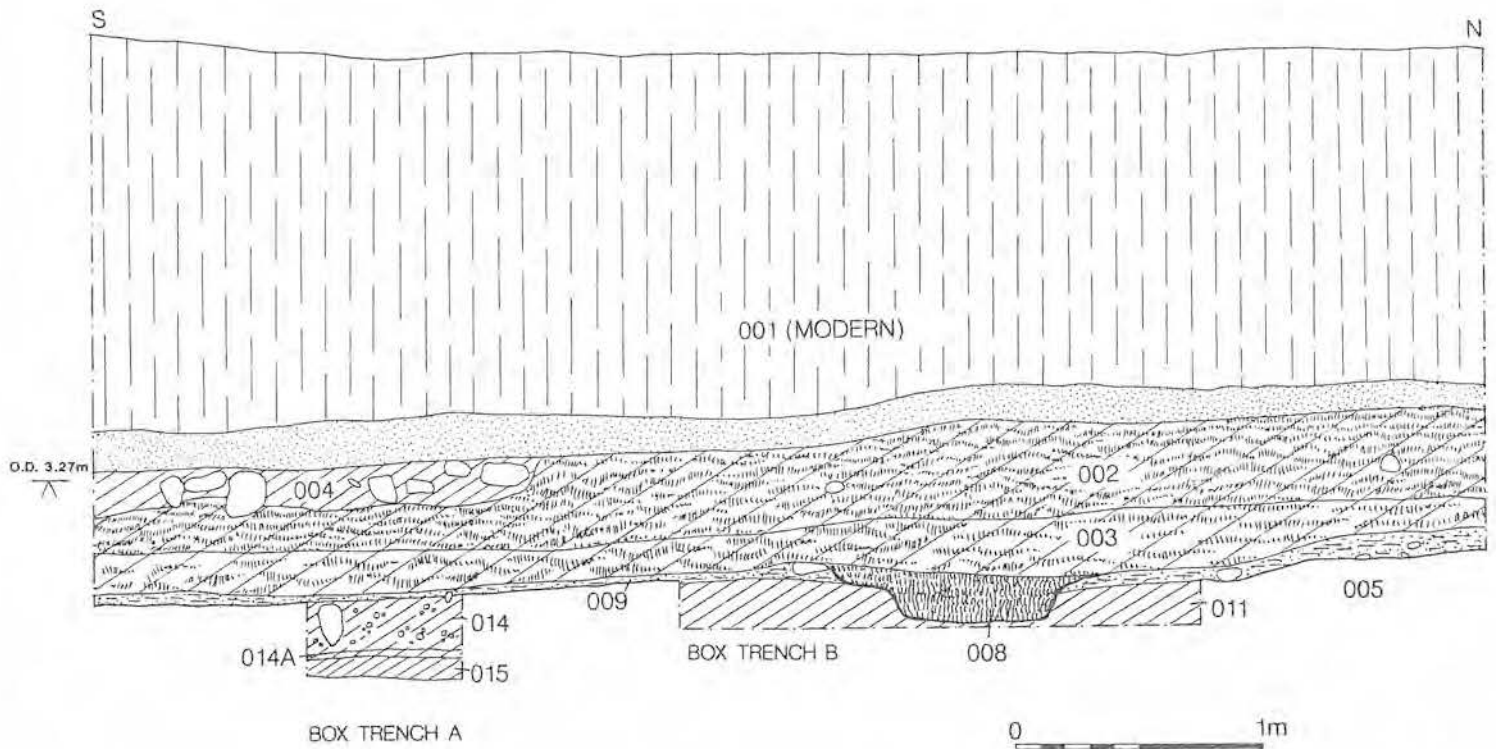 S N
001 (MODERN)
O.D. 3.27m
004
002
003
009
005
014
011
014A
BOX TRENCH B
008
015
BOX TRENCH A
0 1m